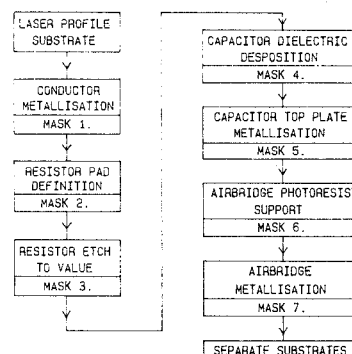 LASER PROFILE
SUBSTRATE
CONDUCTOR
METALLISATION
MASK 1.
RESISTOR PAD
DEFINITION
MASK 2.
RESISTOR ETCH
TO VALUE
MASK 3.
CAPACITOR DIELECTRIC
DESPOSITION
MASK 4.
CAPACITOR TOP PLATE
METALLISATION
MASK 5.
AIRBRIDGE PHOTORESIST
SUPPORT
MASK 6.
AIRBRIDGE
METALLISATION
MASK 7.
SEPARATE SUBSTRATES